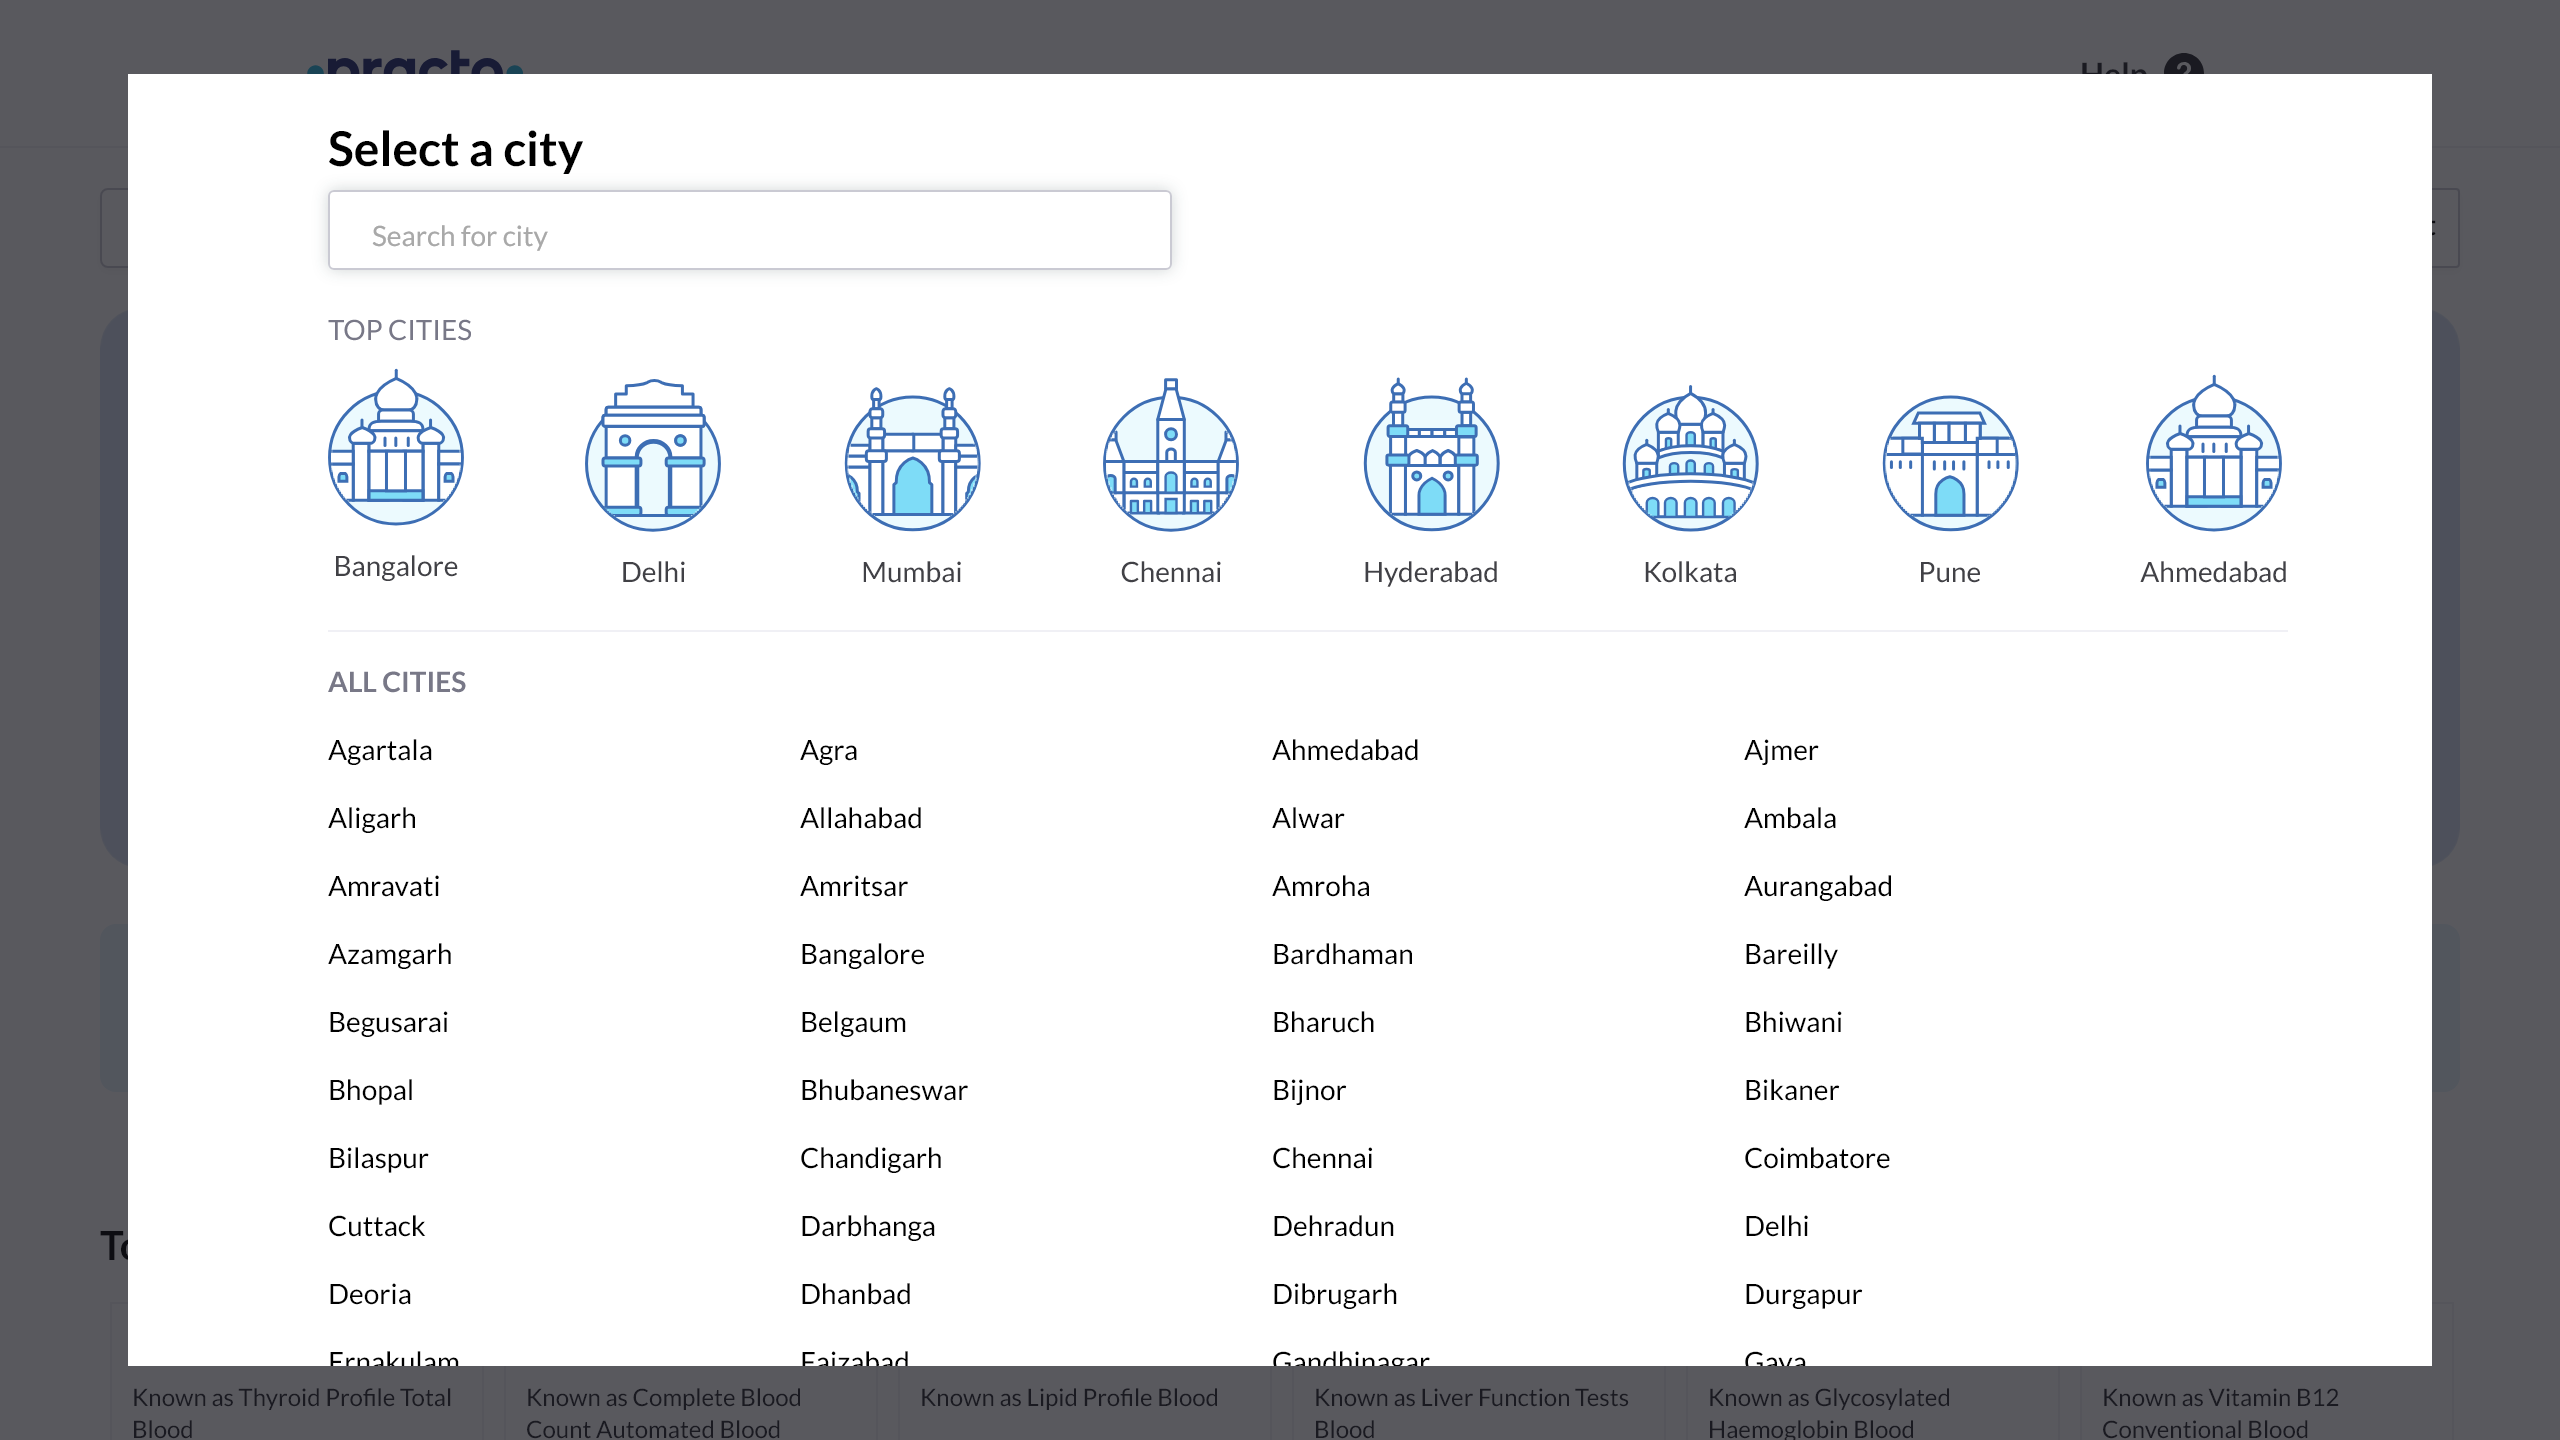 practo
Help ?
Select a city
Search for city
TOP CITIES
Bangalore Delhi Mumbai Chennai Hyderabad Kolkata Pune Ahmedabad
ALL CITIES
Agartala Agra Ahmedabad Ajmer
Aligarh Allahabad Alwar Ambala
Amravati Amritsar Amroha Aurangabad
Azamgarh Bangalore Bardhaman Bareilly
Begusarai Belgaum Bharuch Bhiwani
Bhopal Bhubaneswar Bijnor Bikaner
Bilaspur Chandigarh Chennai Coimbatore
Cuttack Darbhanga Dehradun Delhi
Deoria Dhanbad Dibrugarh Durgapur
Ernakulam Faizabad Gandhinagar Gaya
Known as Thyroid Profile Total
Blood
Known as Complete Blood
Count Automated Blood
Known as Lipid Profile Blood
Known as Liver Function Tests
Blood
Known as Glycosylated
Haemoglobin Blood
Known as Vitamin B12
Conventional Blood